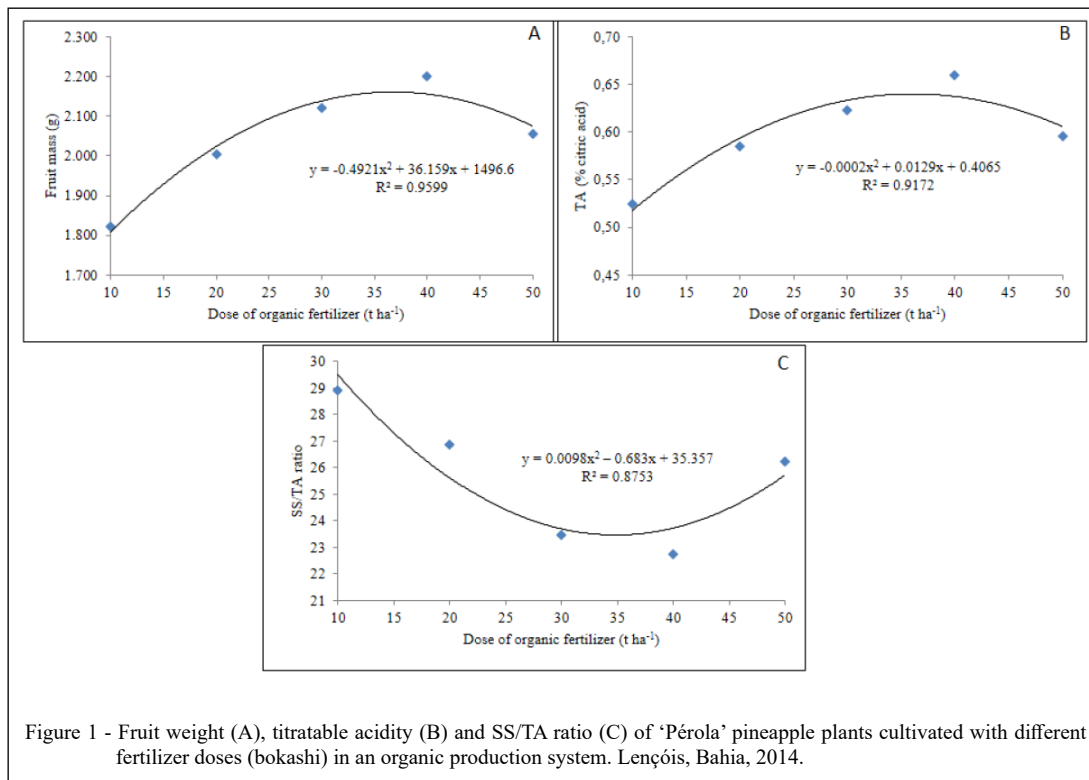 A
2.300
2.200
2.100
2.000
1.900
1.800
1.700
Fruit mass (g)
y = -0.4921x² + 36.159x + 1496.6
R² = 0.9599
10 15 20 25 30 35 40 45 50
Dose of organic fertilizer (t ha⁻¹)
B
0,70
0,65
0,60
0,55
0,50
0,45
TA (% citric acid)
y = -0.0002x² + 0.0129x + 0.4065
R² = 0.9172
10 15 20 25 30 35 40 45 50
Dose of organic fertilizer (t ha⁻¹)
C
30
29
28
27
26
25
24
23
22
21
SS/TA ratio
y = 0.0098x² – 0.683x + 35.357
R² = 0.8753
10 15 20 25 30 35 40 45 50
Dose of organic fertilizer (t ha⁻¹)
Figure 1 - Fruit weight (A), titratable acidity (B) and SS/TA ratio (C) of ‘Pérola’ pineapple plants cultivated with different
fertilizer doses (bokashi) in an organic production system. Lençóis, Bahia, 2014.